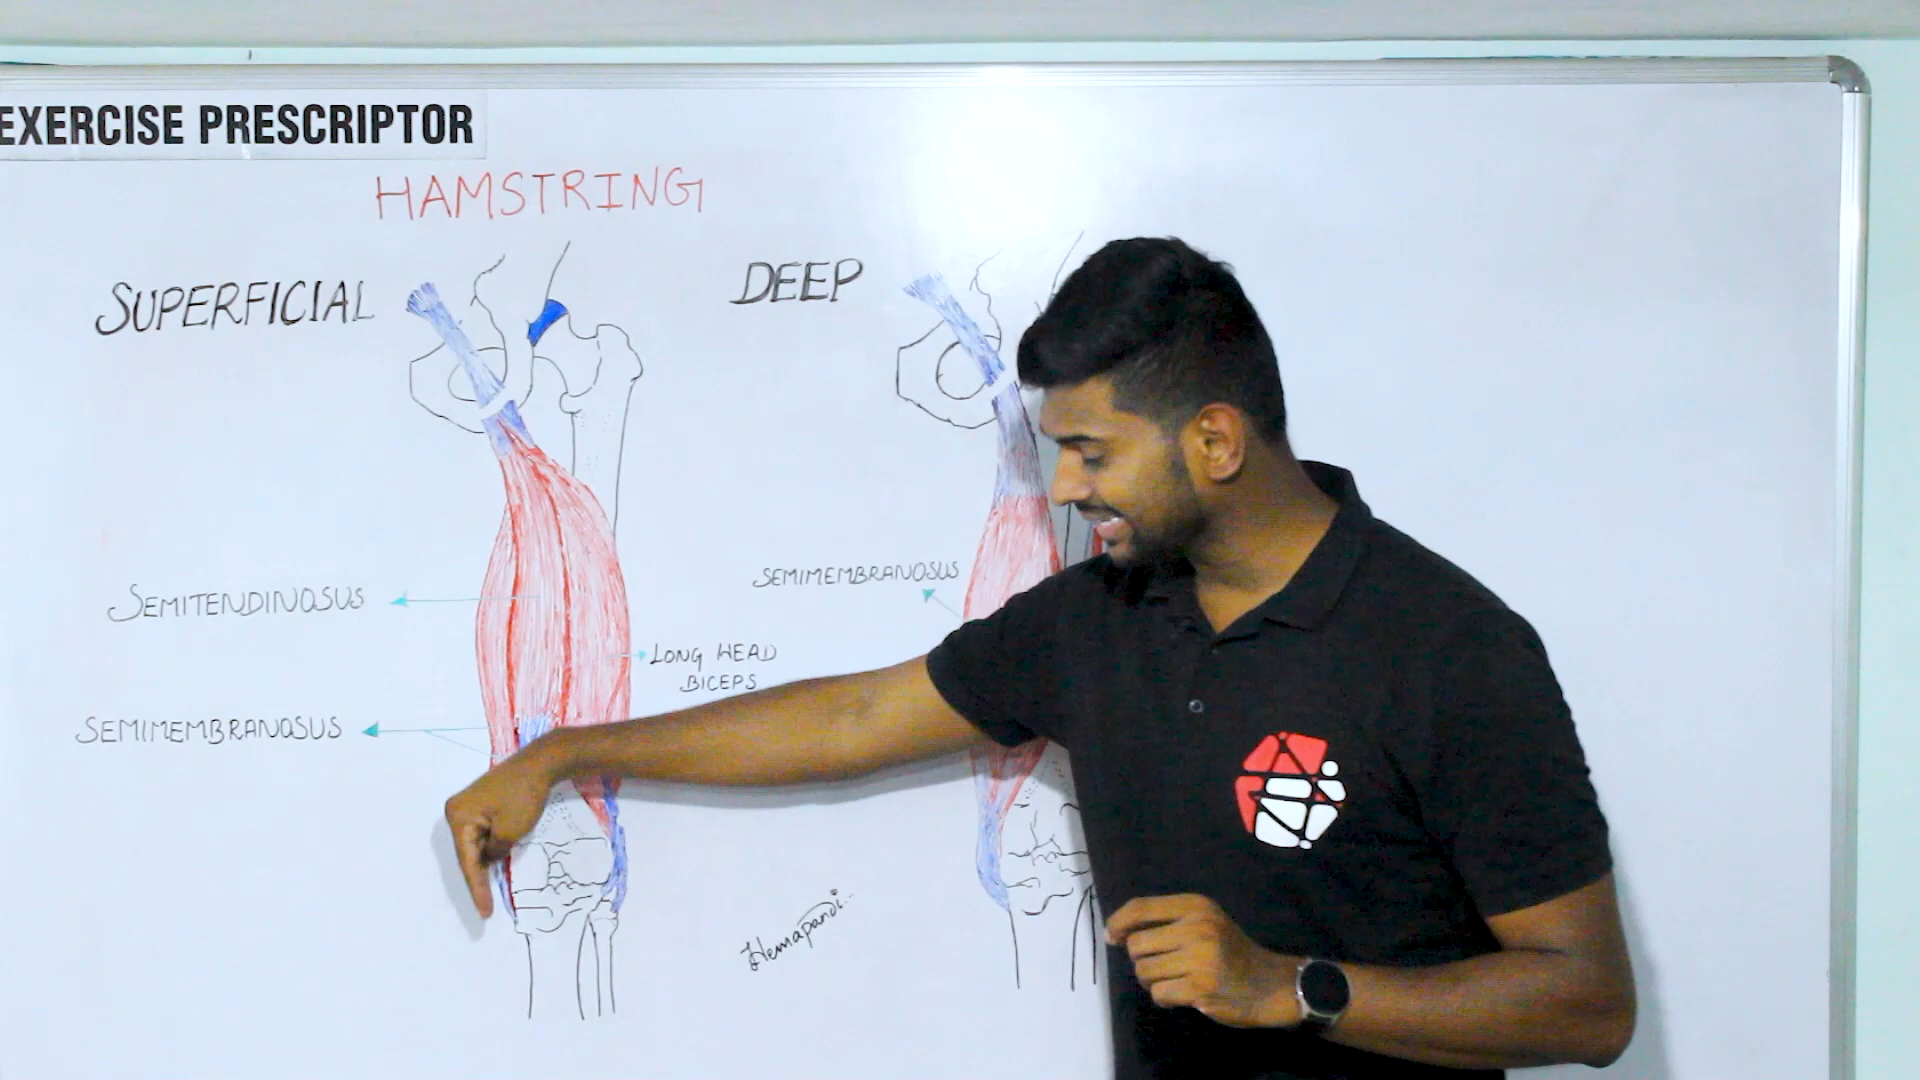 EXERCISE PRESCRIPTOR
HAMSTRING
SUPERFICIAL
DEEP
SEMIMEMBRANOSUS
SEMITENDINOSUS
LONG HEAD
BICEPS
SEMIMEMBRANOSUS
Hemapandi..